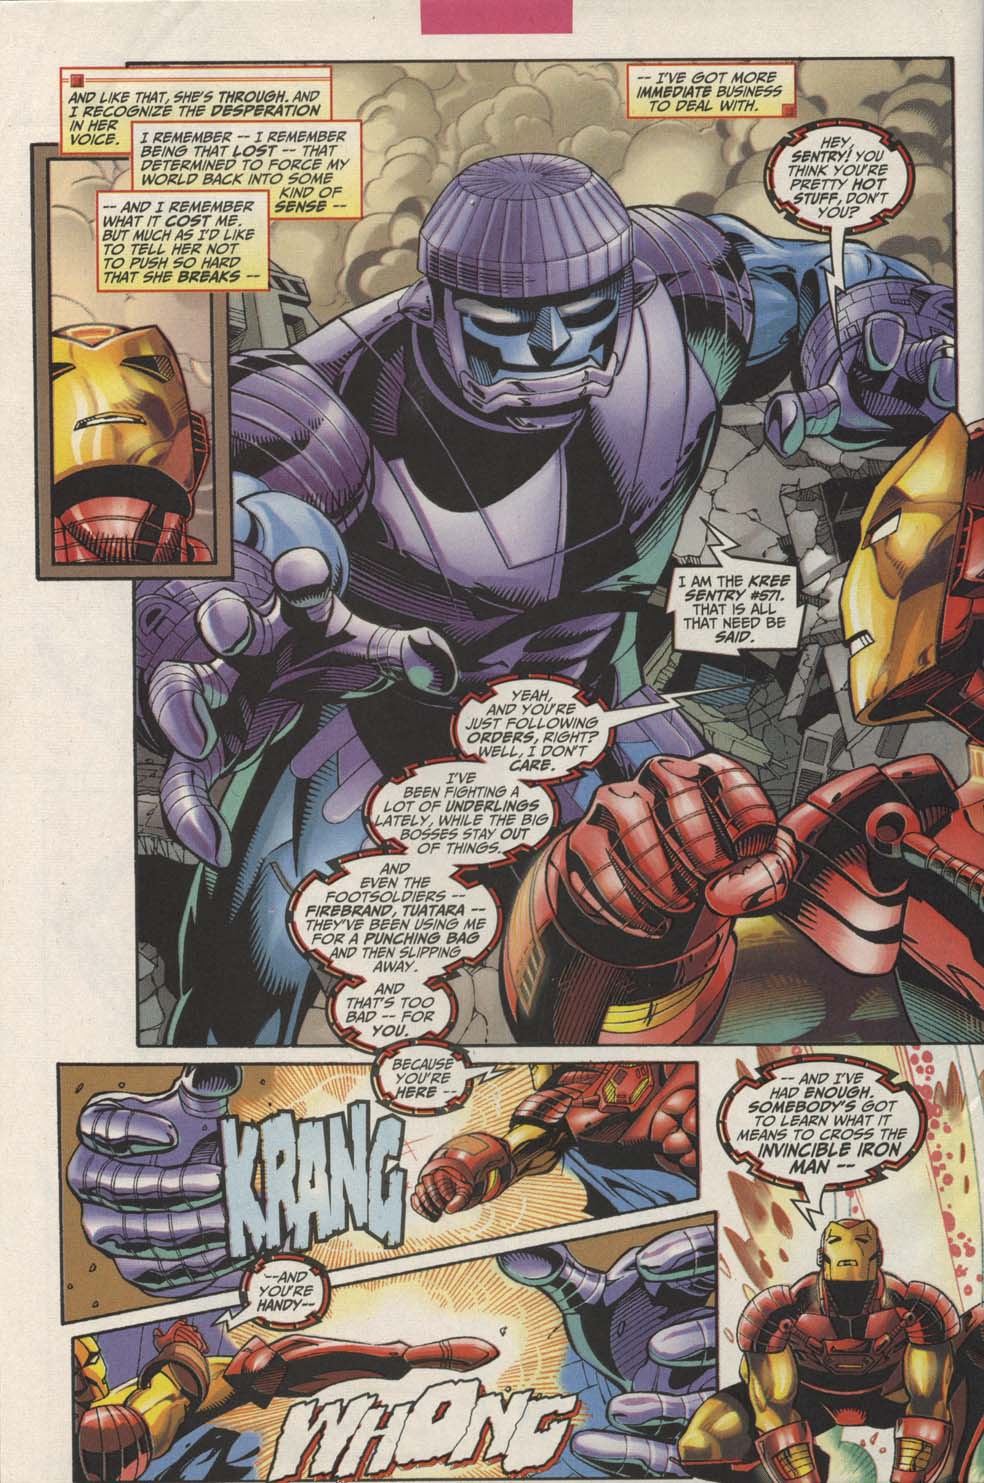 AND LIKE THAT, SHE'S THROUGH. AND
I RECOGNIZE THE DESPERATION
IN HER
VOICE.
I REMEMBER -- I REMEMBER
BEING THAT LOST -- THAT
DETERMINED TO FORCE MY
WORLD BACK INTO SOME
KIND OF
SENSE --
-- AND I REMEMBER
WHAT IT COST ME.
BUT MUCH AS I'D LIKE
TO TELL HER NOT
TO PUSH SO HARD
THAT SHE BREAKS --
-- I'VE GOT MORE
IMMEDIATE BUSINESS
TO DEAL WITH.
HEY,
SENTRY! YOU
THINK YOU'RE
PRETTY HOT
STUFF, DON'T
YOU?
I AM THE KREE
SENTRY #571.
THAT IS ALL
THAT NEED BE
SAID.
YEAH,
AND YOU'RE
JUST FOLLOWING
ORDERS, RIGHT?
WELL, I DON'T
CARE.
I'VE
BEEN FIGHTING A
LOT OF UNDERLINGS
LATELY, WHILE THE BIG
BOSSES STAY OUT
OF THINGS.
AND
EVEN THE
FOOTSOLDIERS --
FIREBRAND, TUATARA --
THEY'VE BEEN USING ME
FOR A PUNCHING BAG
AND THEN SLIPPING
AWAY.
AND
THAT'S TOO
BAD -- FOR
YOU.
BECAUSE
YOU'RE
HERE --
KRANG
--AND
YOU'RE
HANDY--
WHONG
-- AND I'VE
HAD ENOUGH.
SOMEBODY'S GOT
TO LEARN WHAT IT
MEANS TO CROSS THE
INVINCIBLE IRON
MAN --